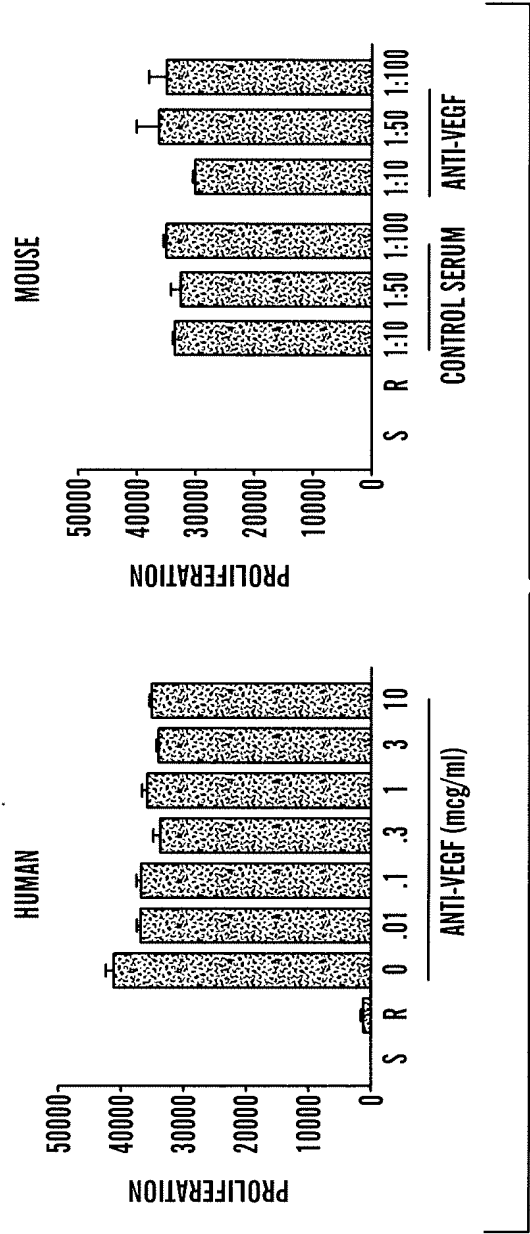 HUMAN
PROLIFERATION
50000
40000
30000
20000
10000
0
S R 0 .01 .1 .3 1 3 10
ANTI-VEGF (mcg/ml)
MOUSE
PROLIFERATION
50000
40000
30000
20000
10000
0
S R 1:10 1:50 1:100 1:10 1:50 1:100
CONTROL SERUM ANTI-VEGF